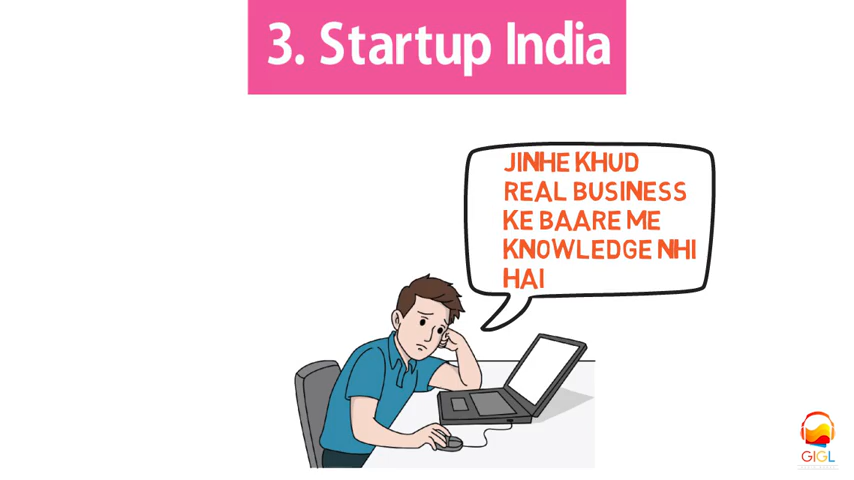 3. Startup India
JINHE KHUD
REAL BUSINESS
KE BAARE ME
KNOWLEDGE NHI
HAI
GIGL